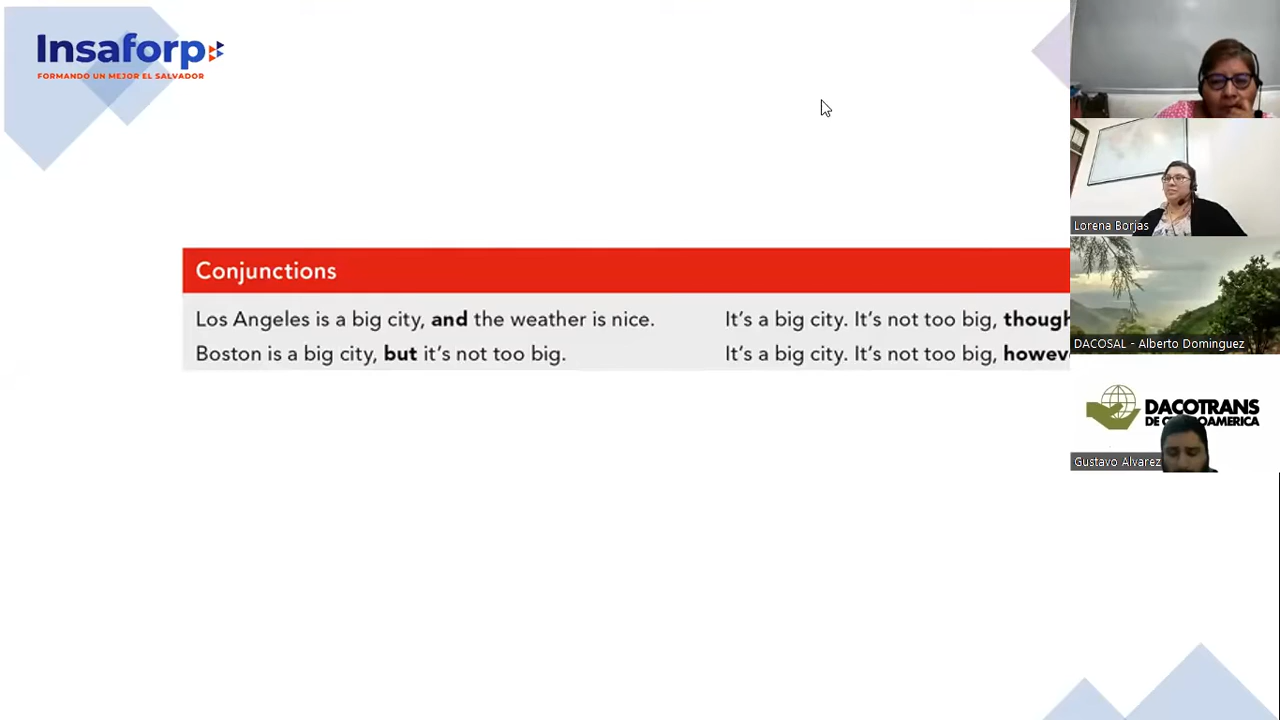 Insaforp
FORMANDO UN MEJOR EL SALVADOR
Conjunctions
Los Angeles is a big city, and the weather is nice.
It's a big city. It's not too big, though
Boston is a big city, but it's not too big.
It's a big city. It's not too big, howev
Lorena Borjas
DACOSAL - Alberto Dominguez
DACOTRANS
Gustavo Alvarez